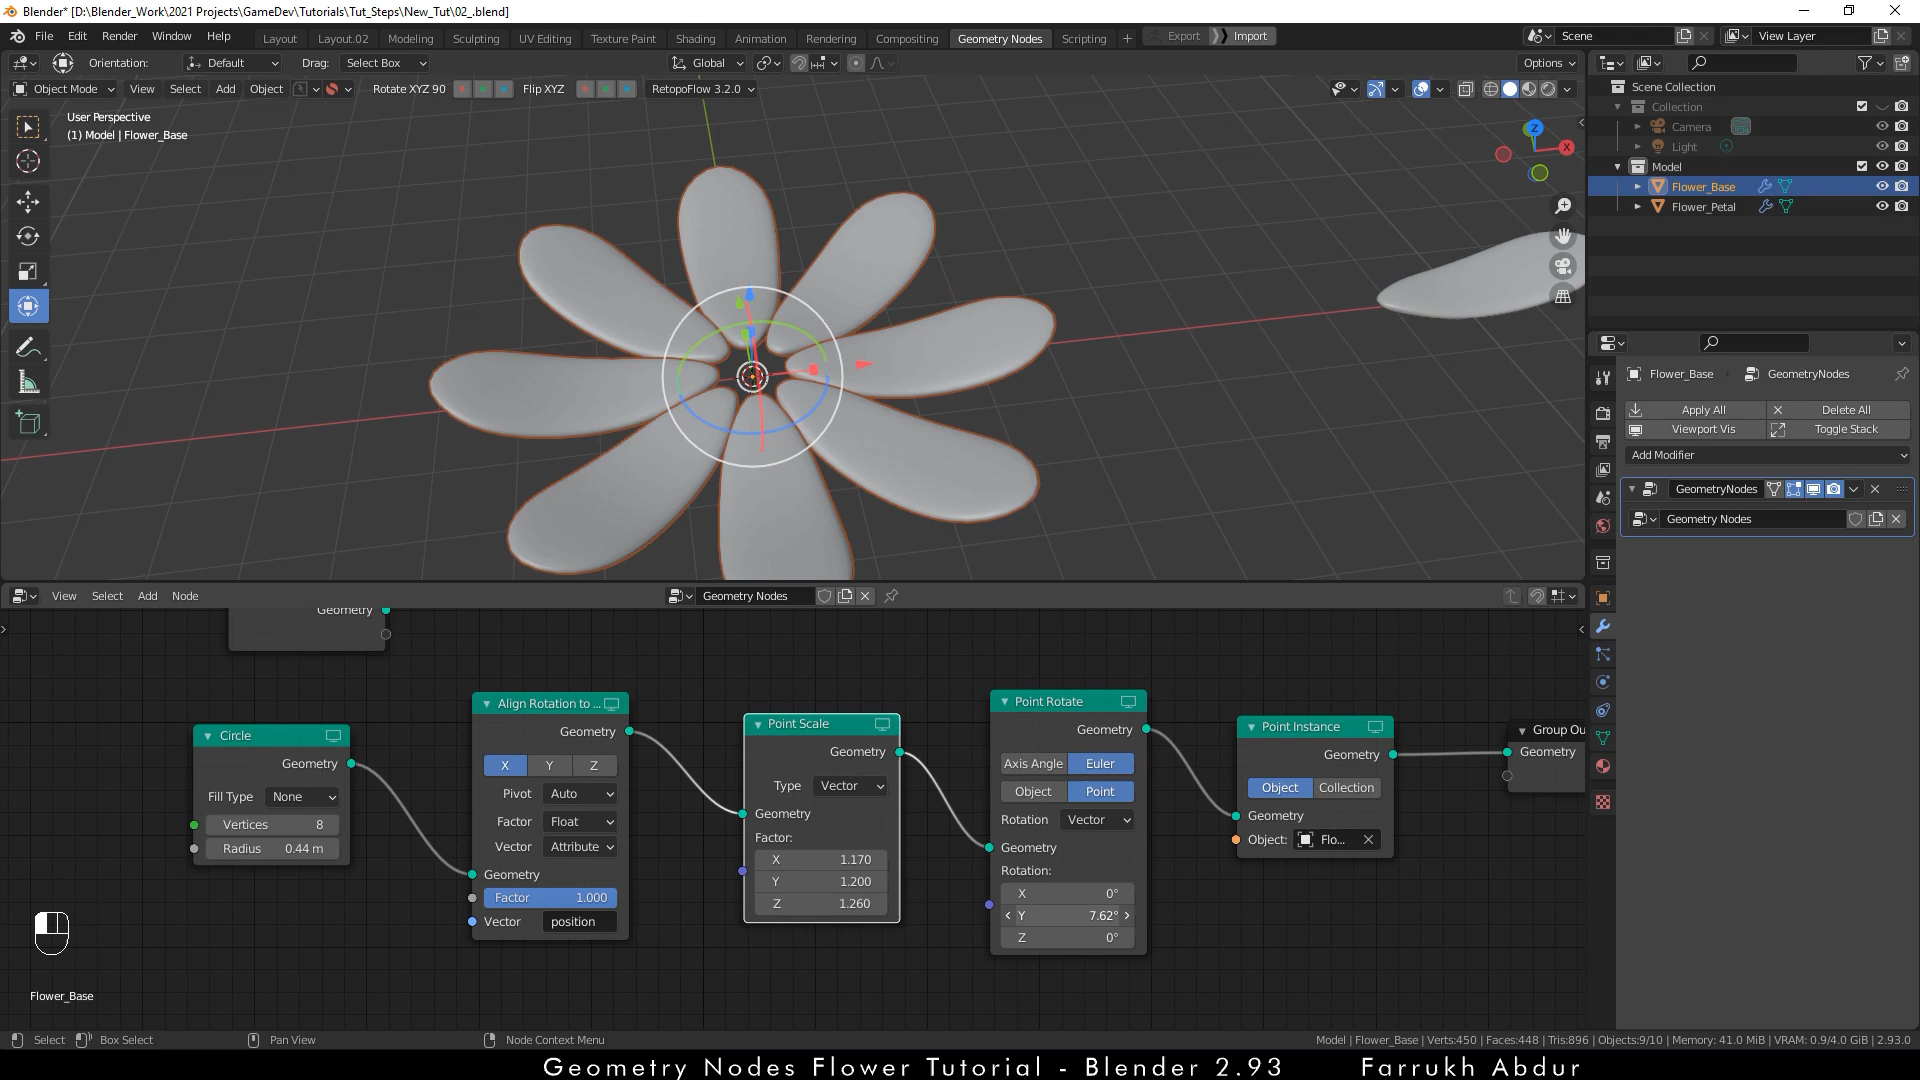 Blender* [D:\Blender_Work\2021 Projects\GameDev\Tutorials\Tut_Steps\New_Tut\02_.blend]
File Edit Render Window Help
Layout Layout.02 Modeling Sculpting UV Editing Texture Paint Shading Animation Rendering Compositing Geometry Nodes Scripting + Export Import
Scene
View Layer
Orientation: Default Drag: Select Box Global Options
Object Mode View Select Add Object Rotate XYZ 90 Flip XYZ RetopoFlow 3.2.0
User Perspective
(1) Model | Flower_Base
Z
X
Scene Collection
Collection
Camera
Light
Model
Flower_Base
Flower_Petal
Flower_Base GeometryNodes
Apply All Delete All
Viewport Vis Toggle Stack
Add Modifier
GeometryNodes
Geometry Nodes
View Select Add Node Geometry Nodes
Geometry
Circle
Geometry
Fill Type None
Vertices 8
Radius 0.44 m
Align Rotation to ...
Geometry
X Y Z
Pivot Auto
Factor Float
Vector Attribute
Geometry
Factor 1.000
Vector position
Point Scale
Geometry
Type Vector
Geometry
Factor:
X 1.170
Y 1.200
Z 1.260
Point Rotate
Geometry
Axis Angle Euler
Object Point
Rotation Vector
Geometry
Rotation:
X 0°
Y 7.62°
Z 0°
Point Instance
Geometry
Object Collection
Geometry
Object: Flo...
Group Ou
Geometry
Flower_Base
Select Box Select Pan View Node Context Menu
Model | Flower_Base | Verts:450 | Faces:448 | Tris:896 | Objects:9/10 | Memory: 41.0 MiB | VRAM: 0.9/4.0 GiB | 2.93.0
Geometry Nodes Flower Tutorial - Blender 2.93 Farrukh Abdur